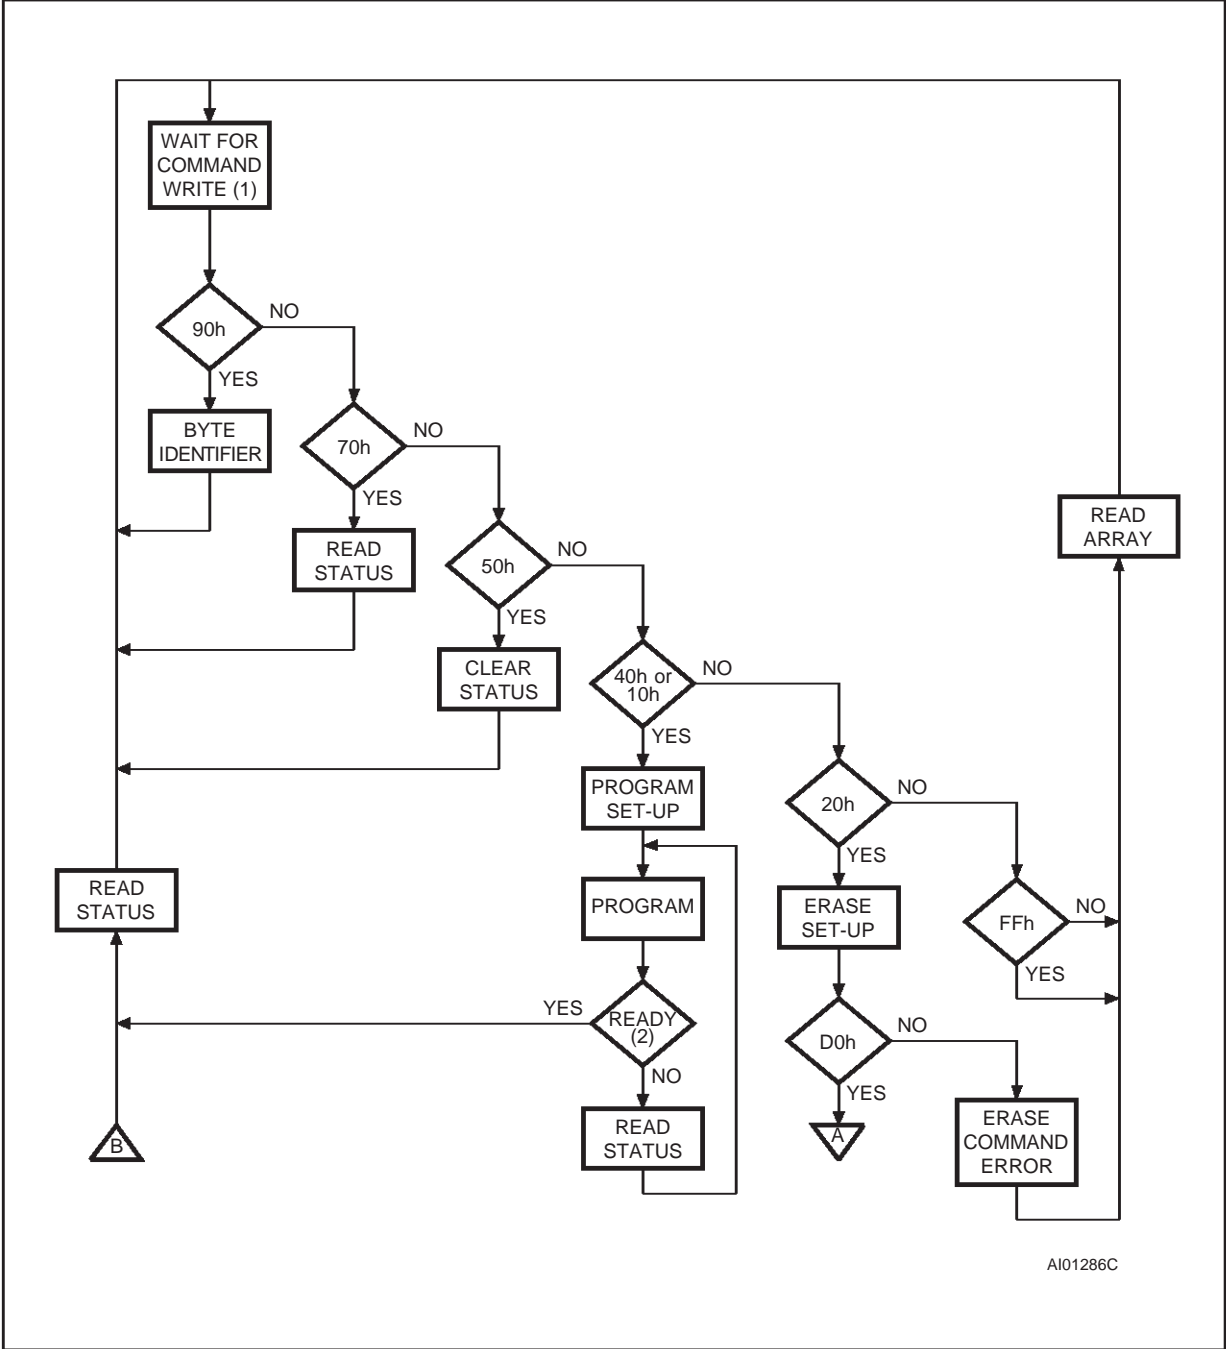 WAIT FOR
COMMAND
WRITE (1)
90h
NO
YES
BYTE
IDENTIFIER
70h
NO
YES
READ
STATUS
50h
NO
YES
CLEAR
STATUS
40h or
10h
NO
YES
PROGRAM
SET-UP
20h
NO
YES
READ
ARRAY
READ
STATUS
PROGRAM
ERASE
SET-UP
FFh
NO
YES
YES
READY
(2)
NO
D0h
NO
YES
READ
STATUS
A
B
ERASE
COMMAND
ERROR
AI01286C